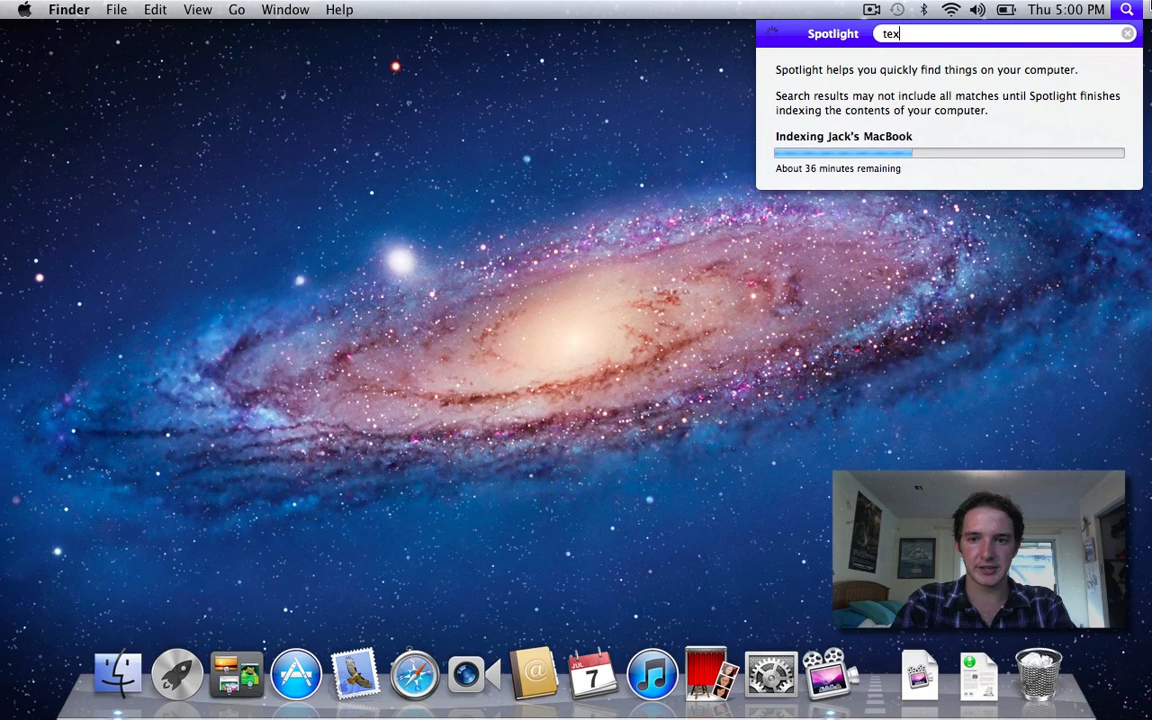 Finder File Edit View Go Window Help Thu 5:00 PM
Spotlight tex
Spotlight helps you quickly find things on your computer.
Search results may not include all matches until Spotlight finishes
indexing the contents of your computer.
Indexing Jack's MacBook
About 36 minutes remaining
@
JUL
7